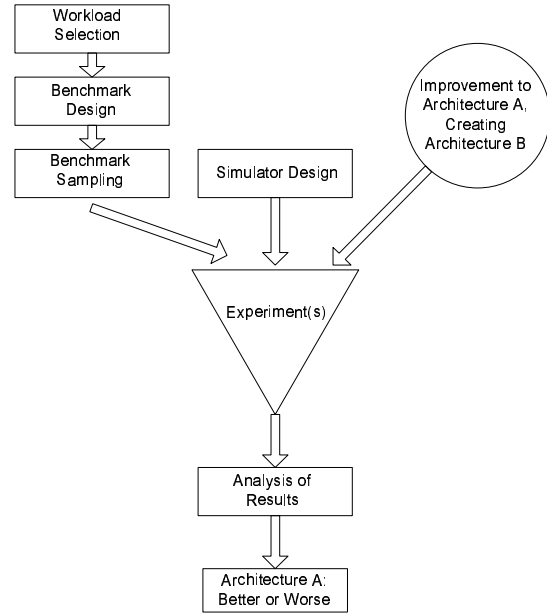 Workload
Selection
Benchmark
Design
Benchmark
Sampling
Simulator Design
Improvement to
Architecture A,
Creating
Architecture B
Experiment(s)
Analysis of
Results
Architecture A:
Better or Worse